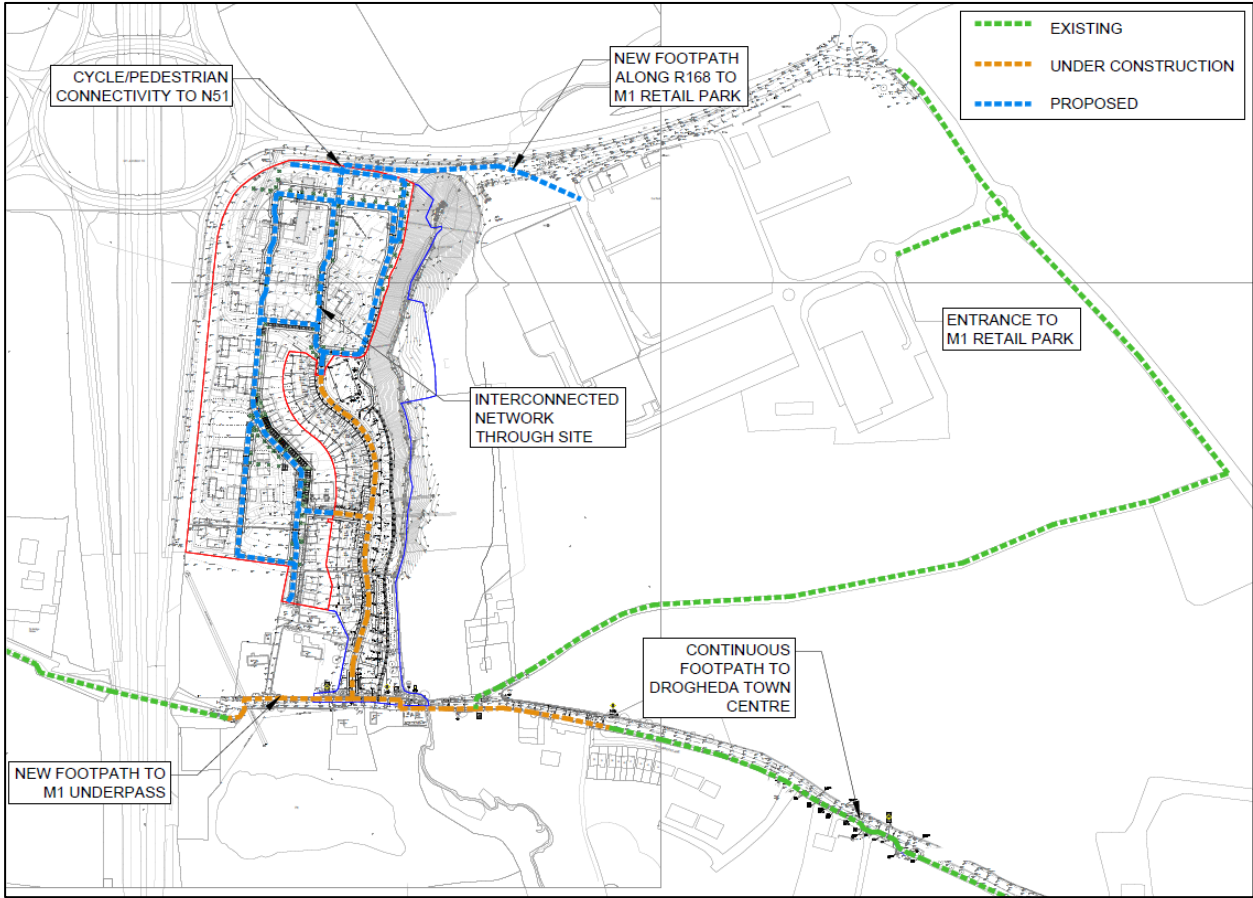 EXISTING
UNDER CONSTRUCTION
PROPOSED
CYCLE/PEDESTRIAN
CONNECTIVITY TO N51
NEW FOOTPATH
ALONG R168 TO
M1 RETAIL PARK
ENTRANCE TO
M1 RETAIL PARK
INTERCONNECTED
NETWORK
THROUGH SITE
CONTINUOUS
FOOTPATH TO
DROGHEDA TOWN
CENTRE
NEW FOOTPATH TO
M1 UNDERPASS